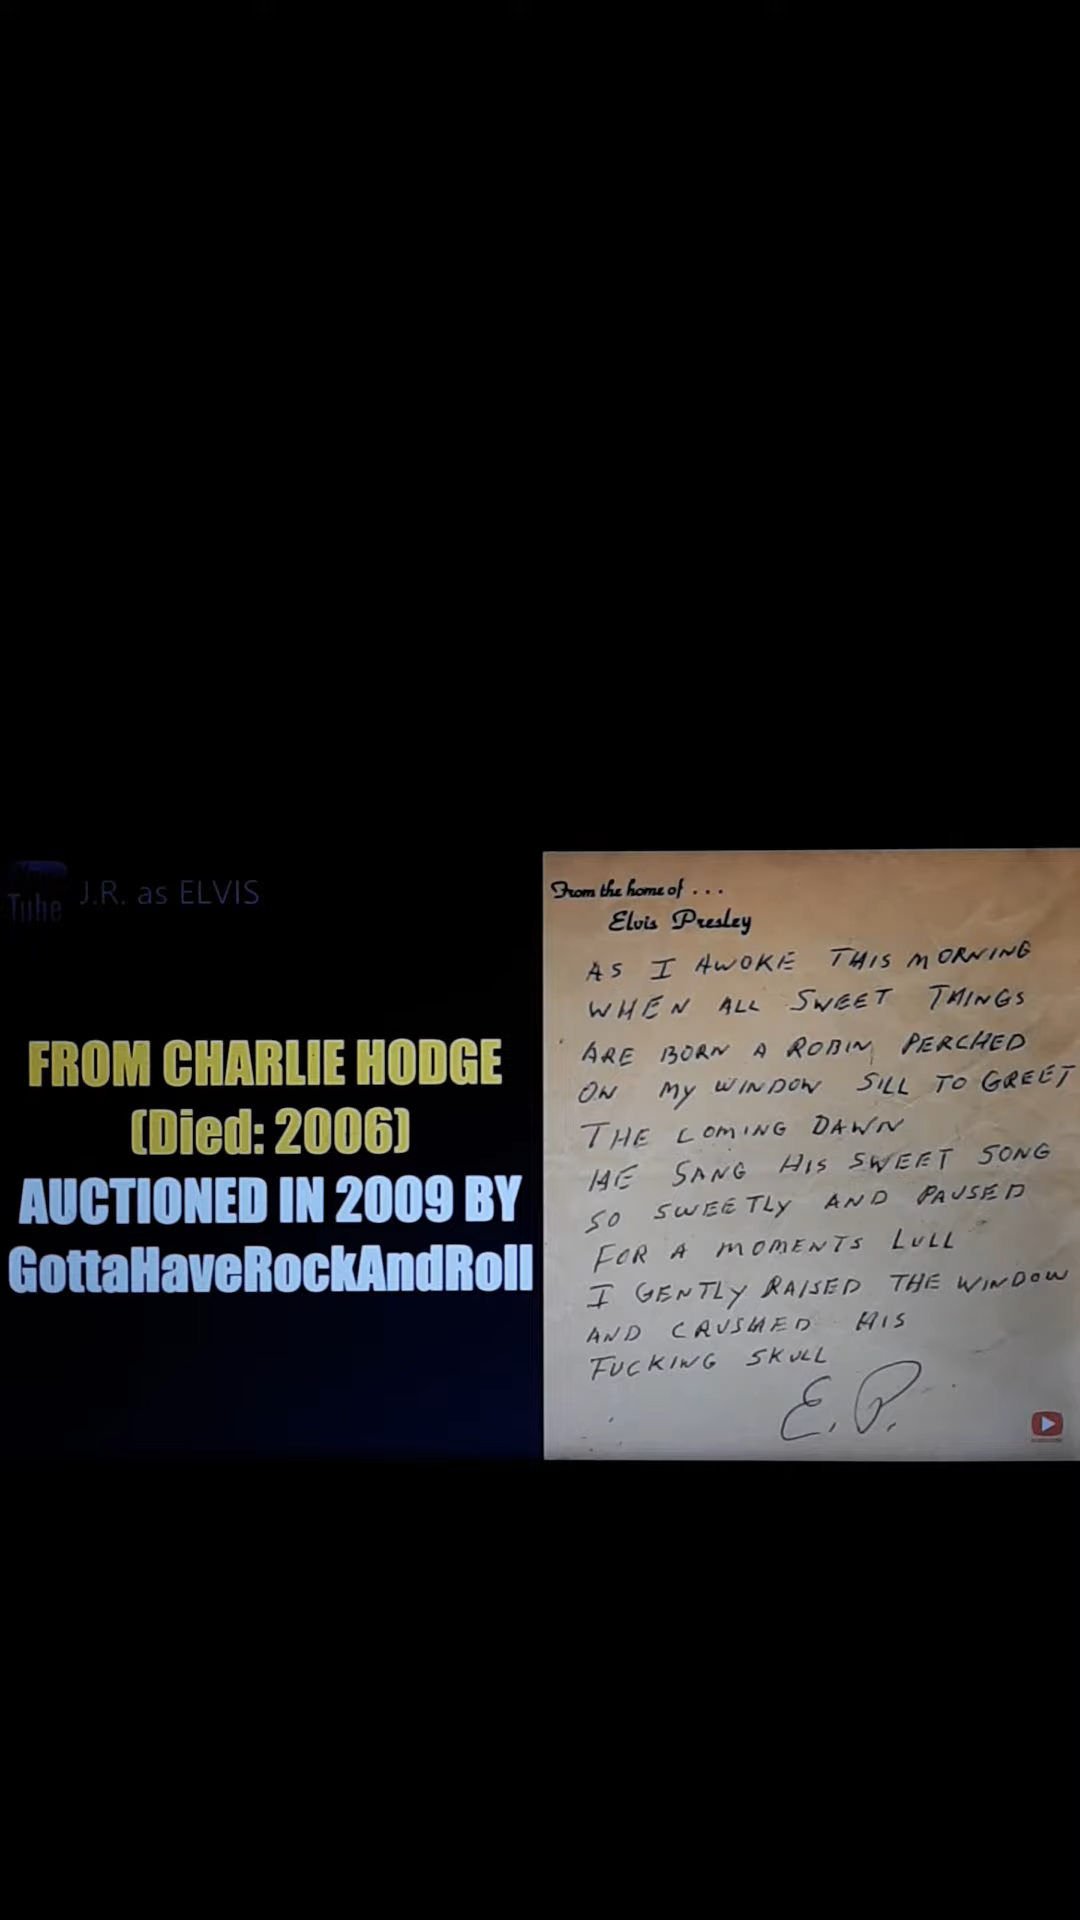 Tube
J.R. as ELVIS
FROM CHARLIE HODGE
(Died: 2006)
AUCTIONED IN 2009 BY
GottaHaveRockAndRoll
From the home of . . .
Elvis Presley
AS I AWOKE THIS MORNING
WHEN ALL SWEET THINGS
ARE BORN A ROBIN PERCHED
ON MY WINDOW SILL TO GREET
THE COMING DAWN
HE SANG HIS SWEET SONG
SO SWEETLY AND PAUSED
FOR A MOMENTS LULL
I GENTLY RAISED THE WINDOW
AND CRUSHED HIS
FUCKING SKULL
E.P.